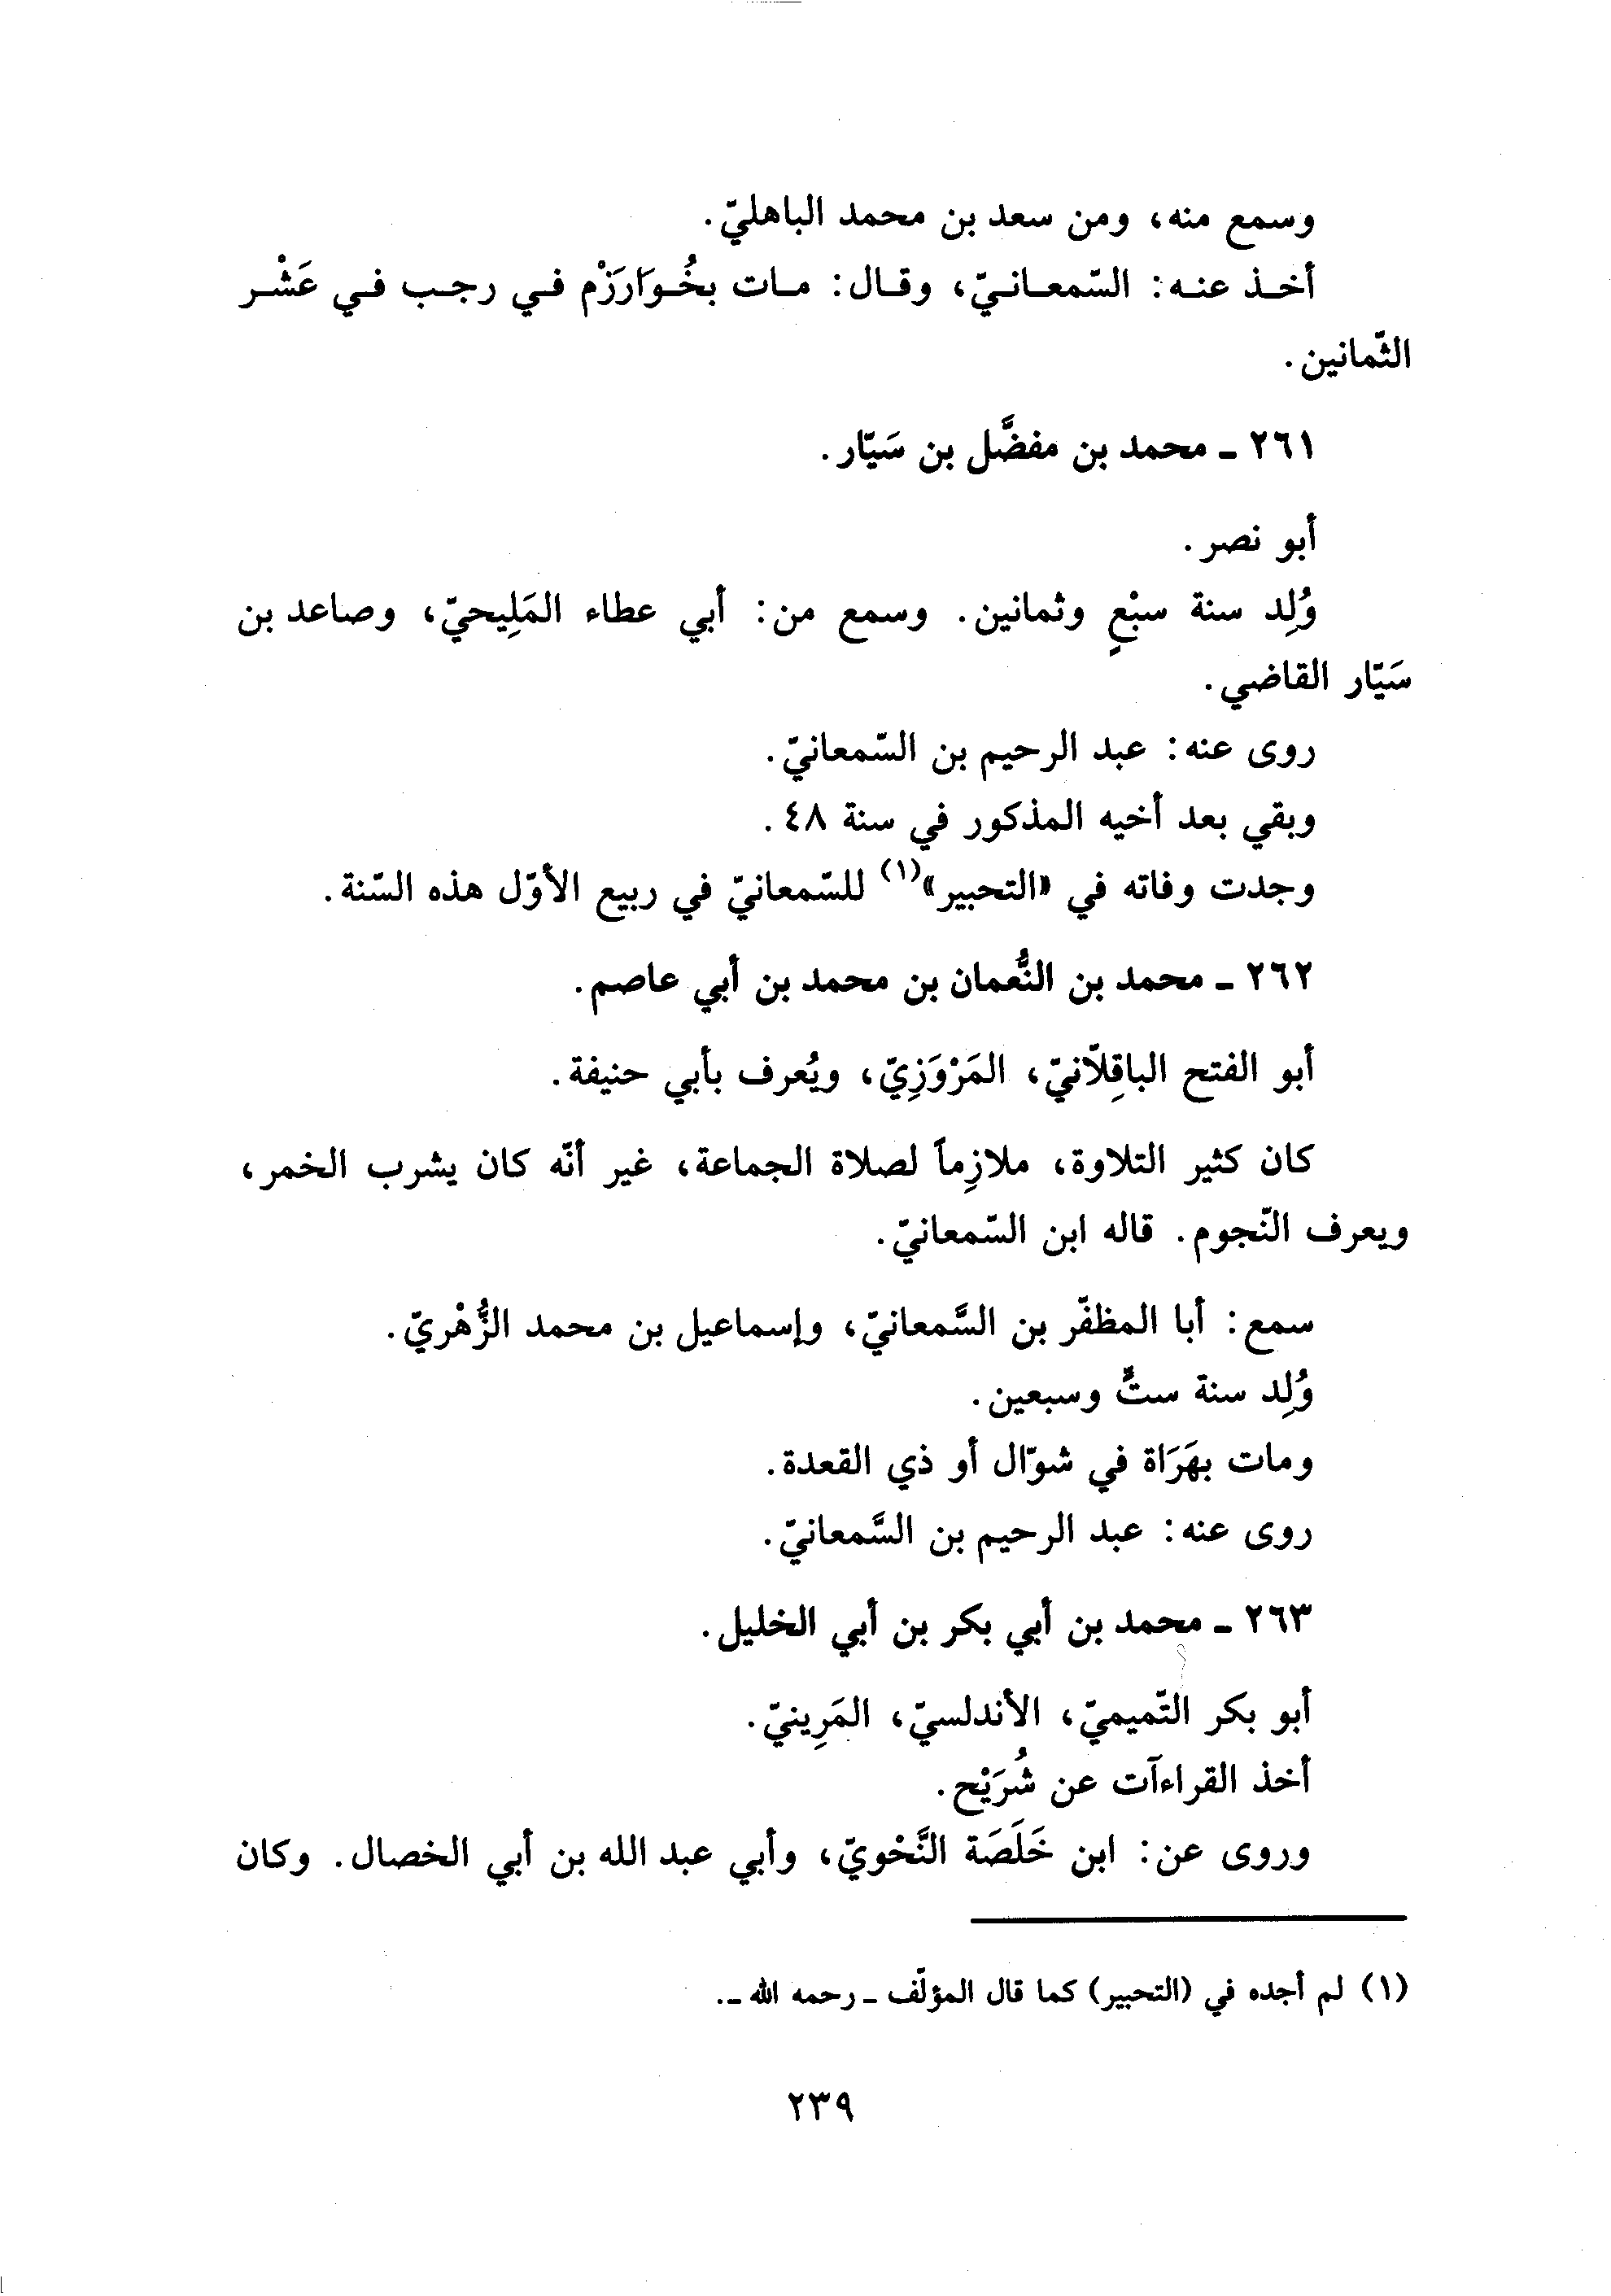 وسمع منه، ومن سعد بن محمد الباهليّ.
أخذ عنه: السّمعانيّ، وقال: مات بخُوَارَزْم في رجب في عَشْر
الثّمانين.
٢٦١ ـ محمد بن مفضَّل بن سَيّار.
أبو نصر.
وُلِد سنة سبْعٍ وثمانين. وسمع من: أبي عطاء المَلِيحيّ، وصاعد بن
سَيّار القاضي.
روى عنه: عبد الرحيم بن السّمعانيّ.
وبقي بعد أخيه المذكور في سنة ٤٨.
وجدت وفاته في «التحبير»(١) للسّمعانيّ في ربيع الأوّل هذه السّنة.
٢٦٢ ـ محمد بن النُّعمان بن محمد بن أبي عاصم.
أبو الفتح الباقِلّانيّ، المَرْوَزِيّ، ويُعرف بأبي حنيفة.
كان كثير التلاوة، ملازِماً لصلاة الجماعة، غير أنّه كان يشرب الخمر،
ويعرف النّجوم. قاله ابن السّمعانيّ.
سمع: أبا المظفّر بن السَّمعانيّ، وإسماعيل بن محمد الزُّهْريّ.
وُلِد سنة ستٍّ وسبعين.
ومات بهَرَاة في شوّال أو ذي القعدة.
روى عنه: عبد الرحيم بن السَّمعانيّ.
٢٦٣ ـ محمد بن أبي بكر بن أبي الخليل.
أبو بكر التّميميّ، الأندلسيّ، المَرِينيّ.
أخذ القراءآت عن شُرَيْح.
وروى عن: ابن خَلَصَة النَّحْويّ، وأبي عبد الله بن أبي الخصال. وكان
(١) لم أجده في (التحبير) كما قال المؤلّف ـ رحمه الله ـ.
٢٣٩